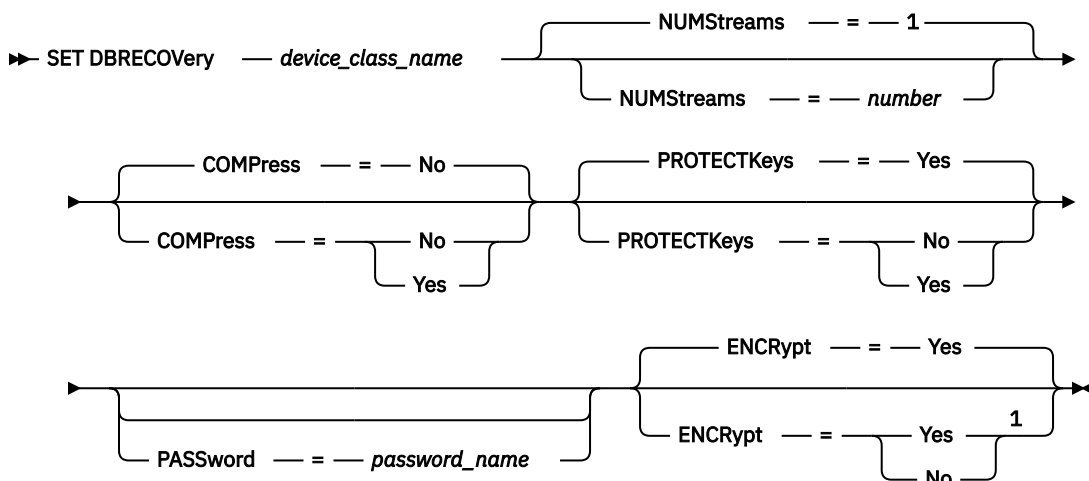 NUMStreams = 1
SET DBRECOVery device_class_name
NUMStreams = number
COMPress = No
PROTECTKeys = Yes
COMPress = No
PROTECTKeys = No
Yes
Yes
ENCRypt = Yes
1
ENCRypt = Yes
PASSword = password_name
No